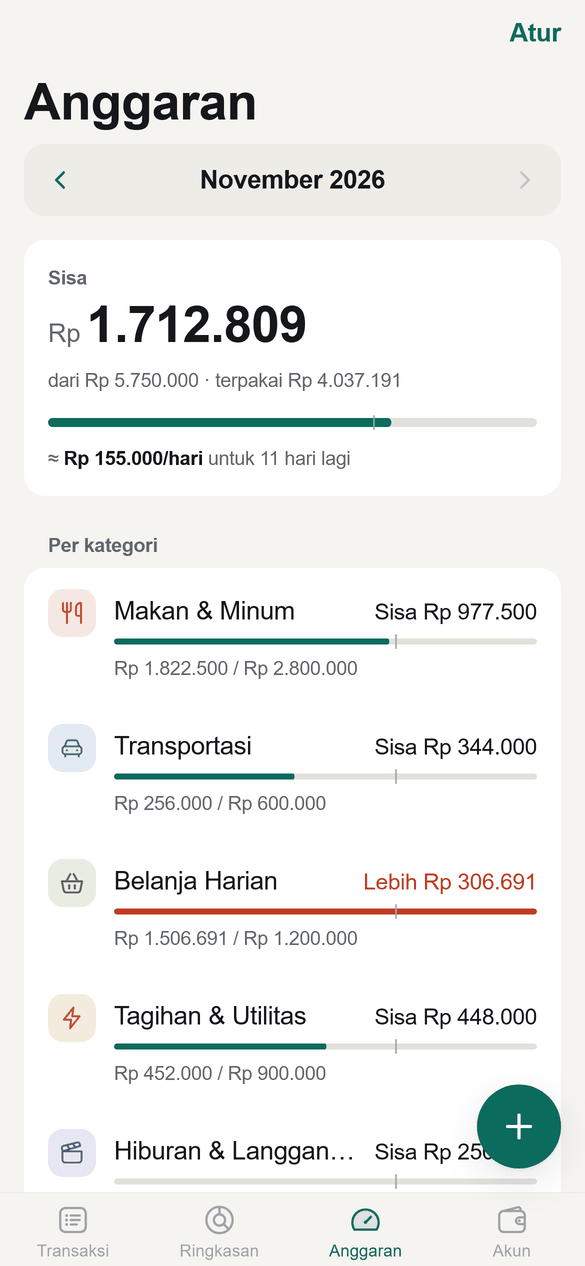 Atur
Anggaran
November 2026
Sisa
Rp 1.712.809
dari Rp 5.750.000 · terpakai Rp 4.037.191
≈ Rp 155.000/hari untuk 11 hari lagi
Per kategori
Makan & Minum Sisa Rp 977.500
Rp 1.822.500 / Rp 2.800.000
Transportasi Sisa Rp 344.000
Rp 256.000 / Rp 600.000
Belanja Harian Lebih Rp 306.691
Rp 1.506.691 / Rp 1.200.000
Tagihan & Utilitas Sisa Rp 448.000
Rp 452.000 / Rp 900.000
Hiburan & Langgan… Sisa Rp
Transaksi Ringkasan Anggaran Akun